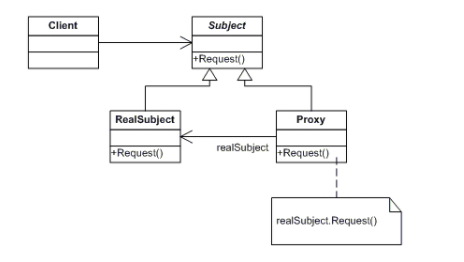 Client
Subject
+Request()
RealSubject
Proxy
+Request()
realSubject
+Request()
realSubject.Request()